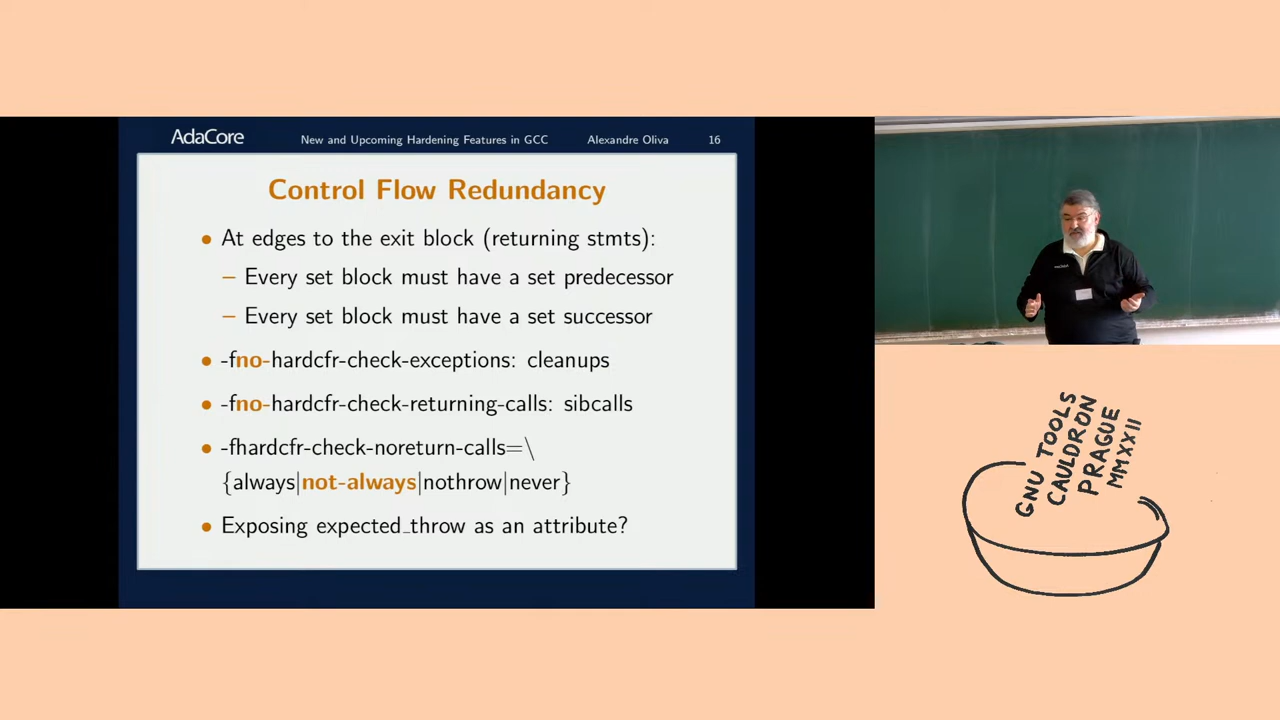 AdaCore New and Upcoming Hardening Features in GCC Alexandre Oliva 16
Control Flow Redundancy
• At edges to the exit block (returning stmts):
– Every set block must have a set predecessor
– Every set block must have a set successor
• -fno-hardcfr-check-exceptions: cleanups
• -fno-hardcfr-check-returning-calls: sibcalls
• -fhardcfr-check-noreturn-calls=\
{always|not-always|nothrow|never}
• Exposing expected_throw as an attribute?
GNU TOOLS
CAULDRON
PRAGUE
MMXXII